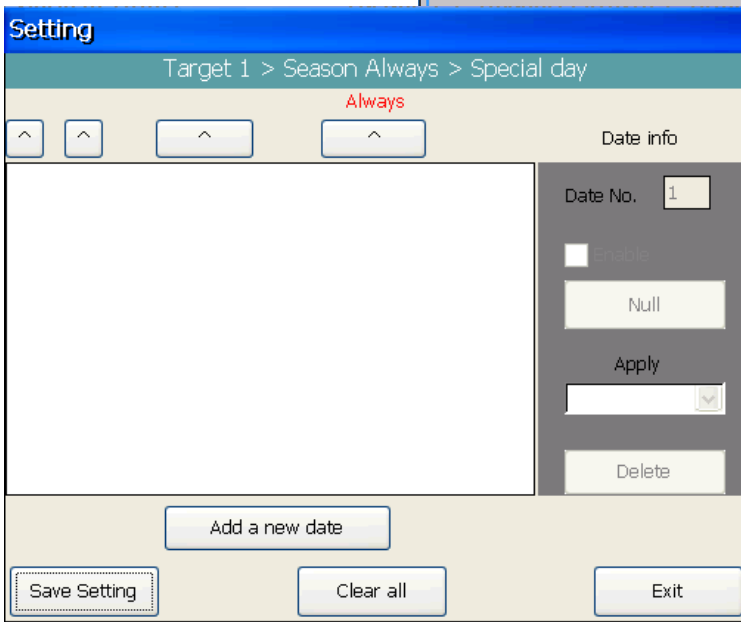 Setting
Target 1 > Season Always > Special day
Always
^ ^ ^ ^ Date info
Date No. 1
Enable
Null
Apply
Delete
Add a new date
Save Setting Clear all Exit